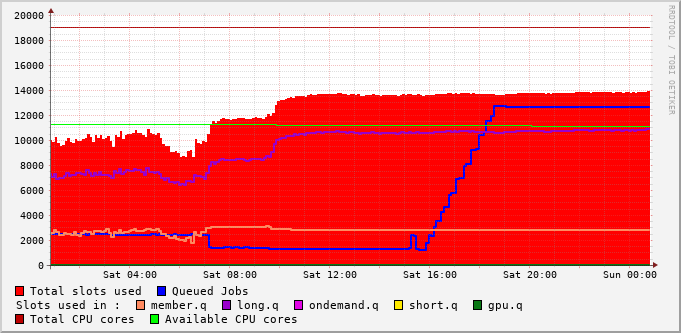 20000
18000
16000
14000
12000
10000
8000
6000
4000
2000
0
Sat 04:00 Sat 08:00 Sat 12:00 Sat 16:00 Sat 20:00 Sun 00:00
RRDTOOL / TOBI OETIKER
Total slots used Queued Jobs
Slots used in : member.q long.q ondemand.q short.q gpu.q
Total CPU cores Available CPU cores